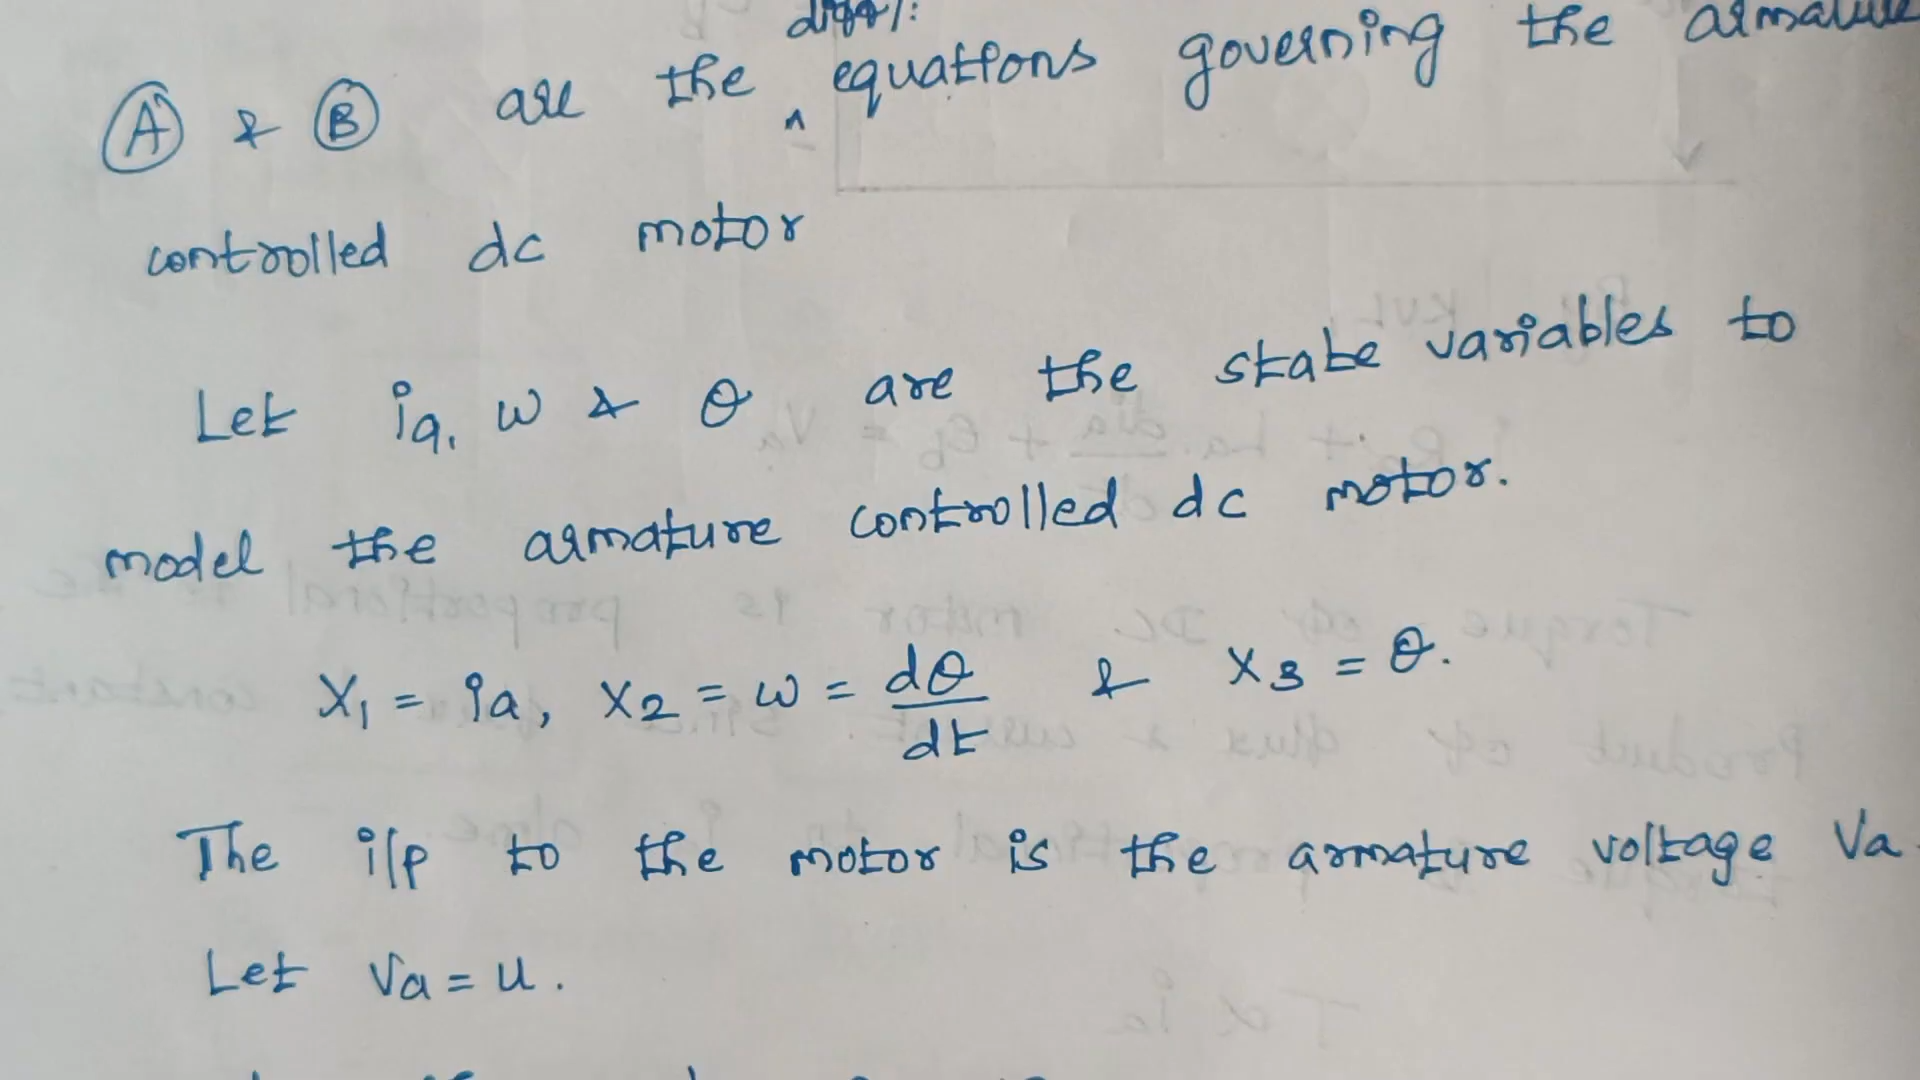 diff/:
(A) & (B) are the ^ equations governing the armature
controlled dc motor
Let ia, ω & θ are the state variables to
model the armature controlled dc motor.
X1 = ia, X2 = ω = dθ/dt & X3 = θ.
The i/p to the motor is the armature voltage Va.
Let Va = u.